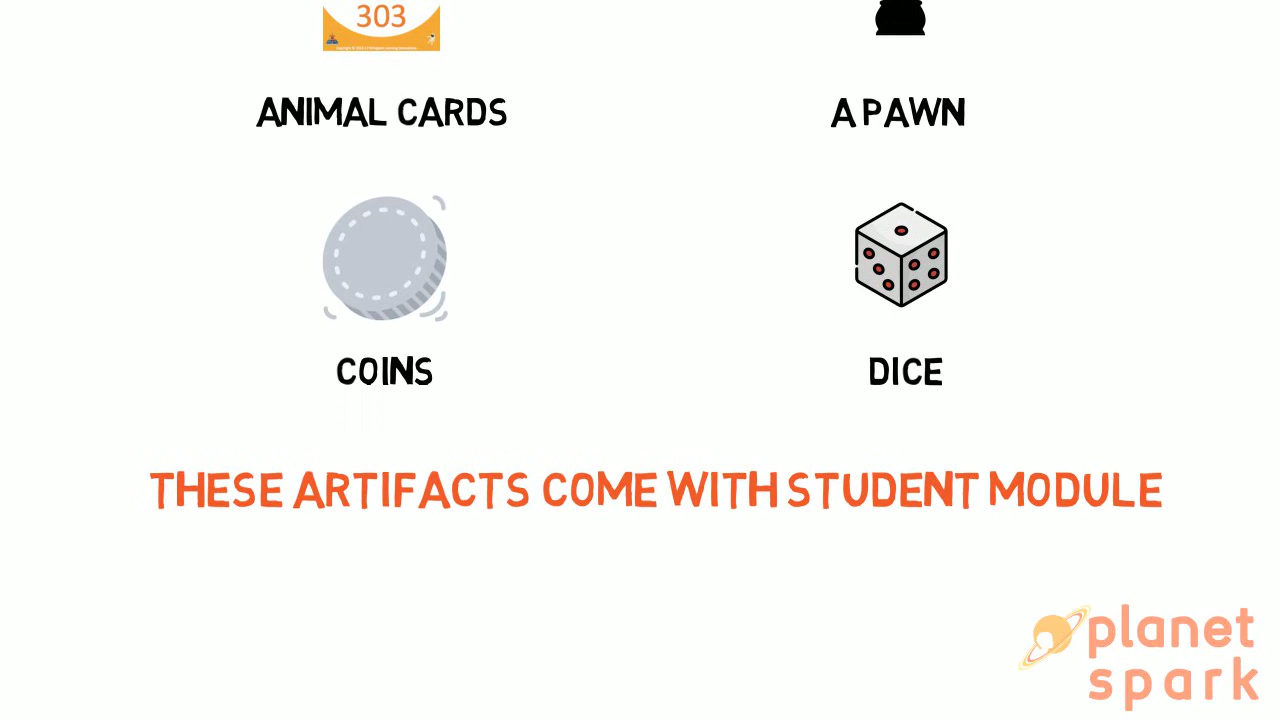 303
ANIMAL CARDS
A PAWN
COINS
DICE
THESE ARTIFACTS COME WITH STUDENT MODULE
planet
spark